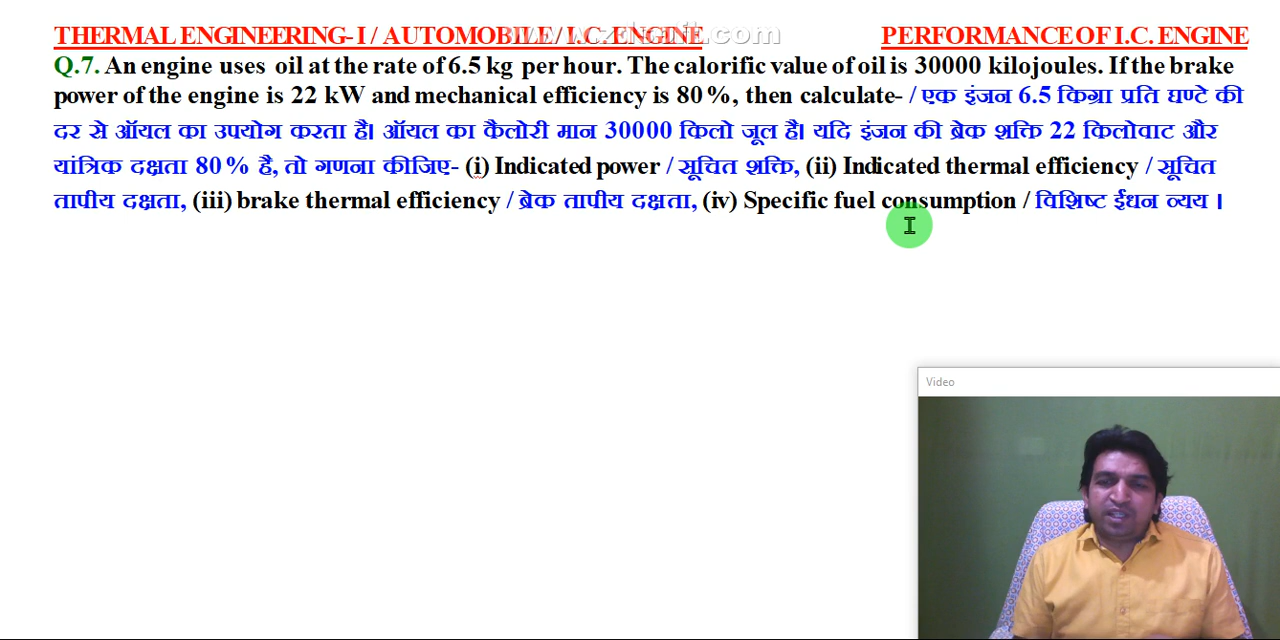 THERMAL ENGINEERING- I / AUTOMOBILE/ I.C. ENGINE PERFORMANCE OF I.C. ENGINE
Q.7. An engine uses oil at the rate of 6.5 kg per hour. The calorific value of oil is 30000 kilojoules. If the brake
power of the engine is 22 kW and mechanical efficiency is 80%, then calculate- / एक इंजन 6.5 किग्रा प्रति घण्टे की
दर से ऑयल का उपयोग करता है। ऑयल का कैलोरी मान 30000 किलो जूल है। यदि इंजन की ब्रेक शक्ति 22 किलोवाट और
यांत्रिक दक्षता 80% है, तो गणना कीजिए- (i) Indicated power / सूचित शक्ति, (ii) Indicated thermal efficiency / सूचित
तापीय दक्षता, (iii) brake thermal efficiency / ब्रेक तापीय दक्षता, (iv) Specific fuel consumption / विशिष्ट ईंधन व्यय ।
Video